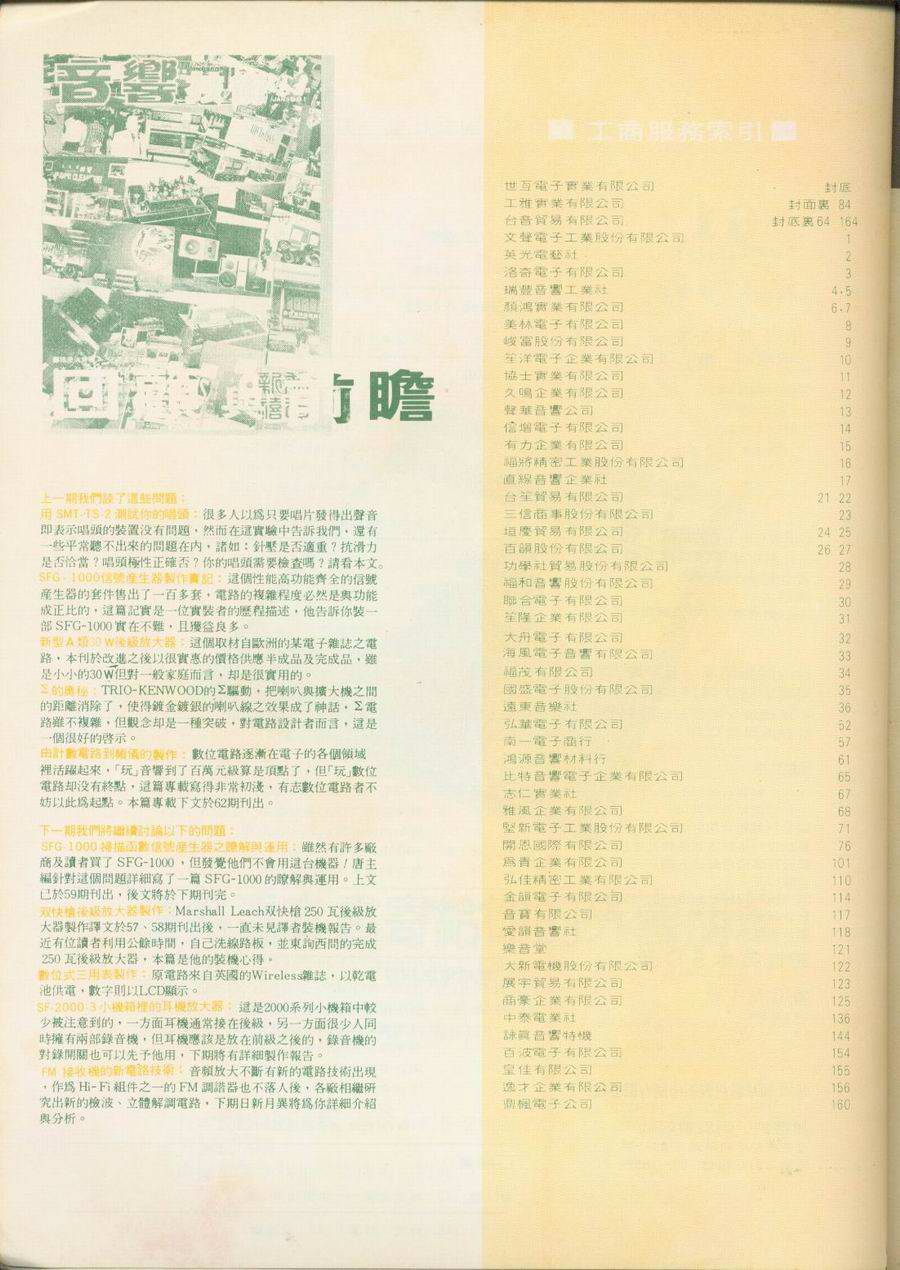 音響
回顧與前瞻
上一期我們談了這些問題：
用 SMT-TS-2 測試你的唱頭：很多人以爲只要唱片發得出聲音
即表示唱頭的裝置没有問題，然而在這實驗中告訴我們，還有
一些平常聽不出來的問題在內，諸如：針壓是否適重？抗滑力
是否恰當？唱頭極性正確否？你的唱頭需要檢查嗎？請看本文。
SFG-1000信號産生器製作實記：這個性能高功能齊全的信號
産生器的套件售出了一百多套，電路的複雜程度必然是與功能
成正比的，這篇記實是一位實裝者的歷程描述，他告訴你裝一
部 SFG-1000 實在不難，且獲益良多。
新型 A 類30 W後級放大器：這個取材自歐洲的某電子雜誌之電
路，本刊於改進之後以很實惠的價格供應半成品及完成品，雖
是小小的30W但對一般家庭而言，却是很實用的。
Σ的奧秘：TRIO-KENWOOD的Σ驅動，把喇叭與擴大機之間
的距離消除了，使得鍍金鍍銀的喇叭線之效果成了神話，Σ電
路雖不複雜，但觀念却是一種突破，對電路設計者而言，這是
一個很好的啓示。
由計數電路到頻儀的製作：數位電路逐漸在電子的各個領域
裡活躍起來，「玩」音響到了百萬元級算是頂點了，但「玩」數位
電路却没有終點，這篇專載寫得非常初淺，有志數位電路者不
妨以此爲起點。本篇專載下文於62期刊出。
下一期我們將繼續討論以下的問題：
SFG-1000 掃描函數信號産生器之瞭解與運用：雖然有許多廠
商及讀者買了 SFG-1000，但發覺他們不會用這台機器！唐主
編針對這個問題詳細寫了一篇 SFG-1000 的瞭解與運用。上文
已於59期刊出，後文將於下期刊完。
双快槍後級放大器製作：Marshall Leach双快槍 250 瓦後級放
大器製作譯文於57、58期刊出後，一直未見譯者裝機報告。最
近有位讀者利用公餘時間，自己洗線路板，並東詢西問的完成
250 瓦後級放大器，本篇是他的裝機心得。
數位式三用表製作：原電路來自英國的Wireless雜誌，以乾電
池供電，數字則以LCD顯示。
SF-2000-3 小機箱裡的耳機放大器：這是2000系列小機箱中較
少被注意到的，一方面耳機通常接在後級，另一方面很少人同
時擁有兩部錄音機，但耳機應該是放在前級之後的，錄音機的
對錄開關也可以先予他用，下期將有詳細製作報告。
FM 接收機的新電路技術：音頻放大不斷有新的電路技術出現
，作爲 Hi-Fi 組件之一的 FM 調諧器也不落人後，各廠相繼研
究出新的檢波、立體解調電路，下期日新月異將爲你詳細介紹
與分析。
工商服務索引
世互電子實業有限公司 封底
工雅實業有限公司 封面裏 84
台音貿易有限公司 封底裏64 164
文聲電子工業股份有限公司 1
英光電藝社 2
洛奇電子有限公司 3
瑞豐音響工業社 4·5
顏鴻實業有限公司 6·7
美林電子有限公司 8
峻富股份有限公司 9
笙洋電子企業有限公司 10
協士實業有限公司 11
久鳴企業有限公司 12
聲華音響公司 13
信增電子有限公司 14
有力企業有限公司 15
福將精密工業股份有限公司 16
直線音響企業社 17
台笙貿易有限公司 21 22
三信商事股份有限公司 23
垣慶貿易有限公司 24 25
百韻股份有限公司 26 27
功學社貿易股份有限公司 28
福和音響股份有限公司 29
聯合電子有限公司 30
笙隆企業有限公司 31
大舟電子有限公司 32
海風電子音響有限公司 33
福茂有限公司 34
國盛電子股份有限公司 35
遠東音樂社 36
弘華電子有限公司 52
南一電子商行 57
鴻源音響材料行 61
比特音響電子企業有限公司 65
志仁實業社 67
雅風企業有限公司 68
堅新電子工業股份有限公司 71
開恩國際有限公司 76
爲責企業有限公司 101
弘佳精密工業有限公司 110
金韻電子有限公司 114
音寶有限公司 117
愛韻音響社 118
樂音堂 121
大新電機股份有限公司 122
展宇貿易有限公司 123
商豪企業有限公司 125
中泰電業社 136
詠眞音響特機 144
百波電子有限公司 154
皇佳有限公司 155
逸才企業有限公司 156
鼎楓電子公司 160